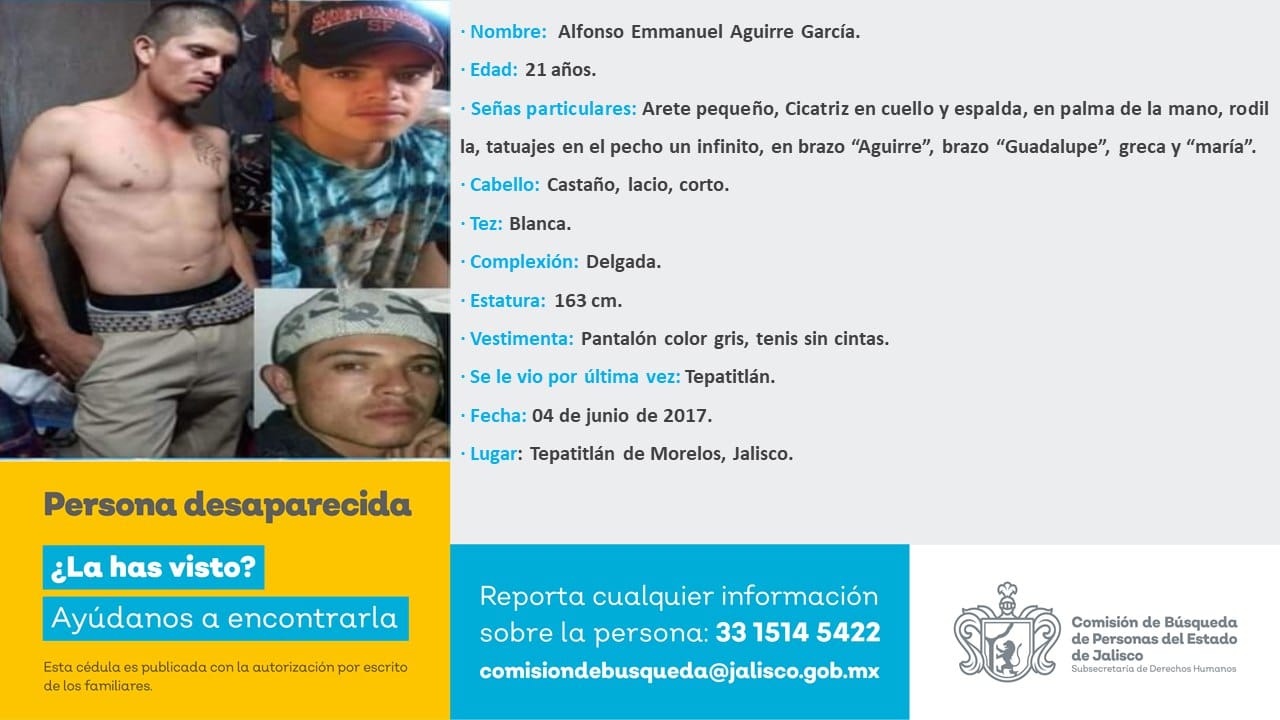 SF
· Nombre: Alfonso Emmanuel Aguirre García.
· Edad: 21 años.
· Señas particulares: Arete pequeño, Cicatriz en cuello y espalda, en palma de la mano, rodil
la, tatuajes en el pecho un infinito, en brazo “Aguirre”, brazo “Guadalupe”, greca y “maría”.
· Cabello: Castaño, lacio, corto.
· Tez: Blanca.
· Complexión: Delgada.
· Estatura: 163 cm.
· Vestimenta: Pantalón color gris, tenis sin cintas.
· Se le vio por última vez: Tepatitlán.
· Fecha: 04 de junio de 2017.
· Lugar: Tepatitlán de Morelos, Jalisco.
Persona desaparecida
¿La has visto?
Ayúdanos a encontrarla
Esta cédula es publicada con la autorización por escrito
de los familiares.
Reporta cualquier información
sobre la persona: 33 1514 5422
comisiondebusqueda@jalisco.gob.mx
Comisión de Búsqueda
de Personas del Estado
de Jalisco
Subsecretaría de Derechos Humanos